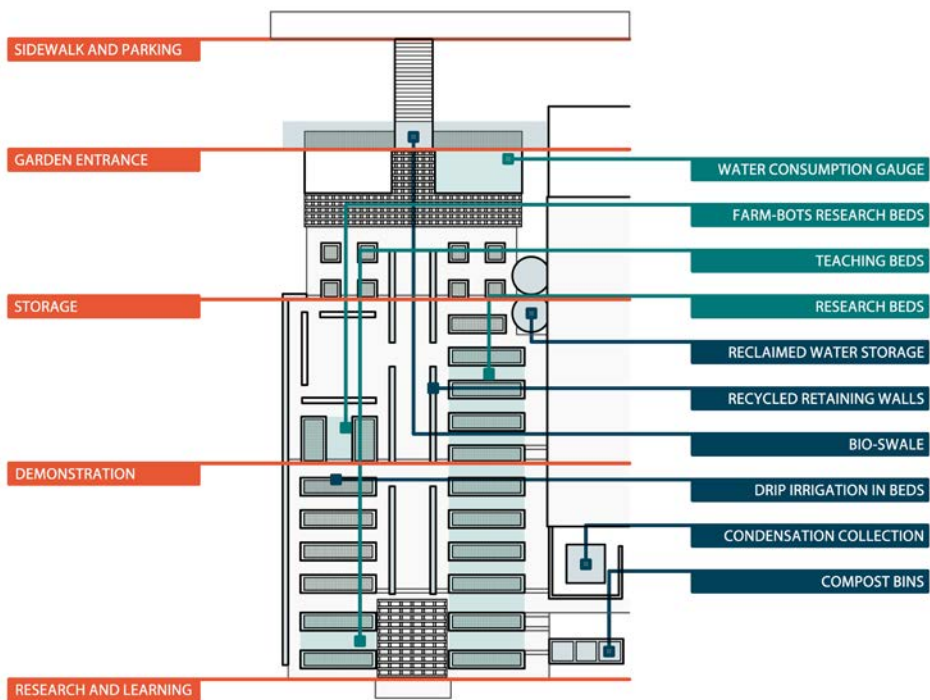 SIDEWALK AND PARKING
GARDEN ENTRANCE
WATER CONSUMPTION GAUGE
FARM-BOTS RESEARCH BEDS
TEACHING BEDS
STORAGE
RESEARCH BEDS
RECLAIMED WATER STORAGE
RECYCLED RETAINING WALLS
BIO-SWALE
DEMONSTRATION
DRIP IRRIGATION IN BEDS
CONDENSATION COLLECTION
COMPOST BINS
RESEARCH AND LEARNING